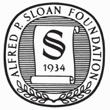 ALFRED P. SLOAN FOUNDATION
S
1934